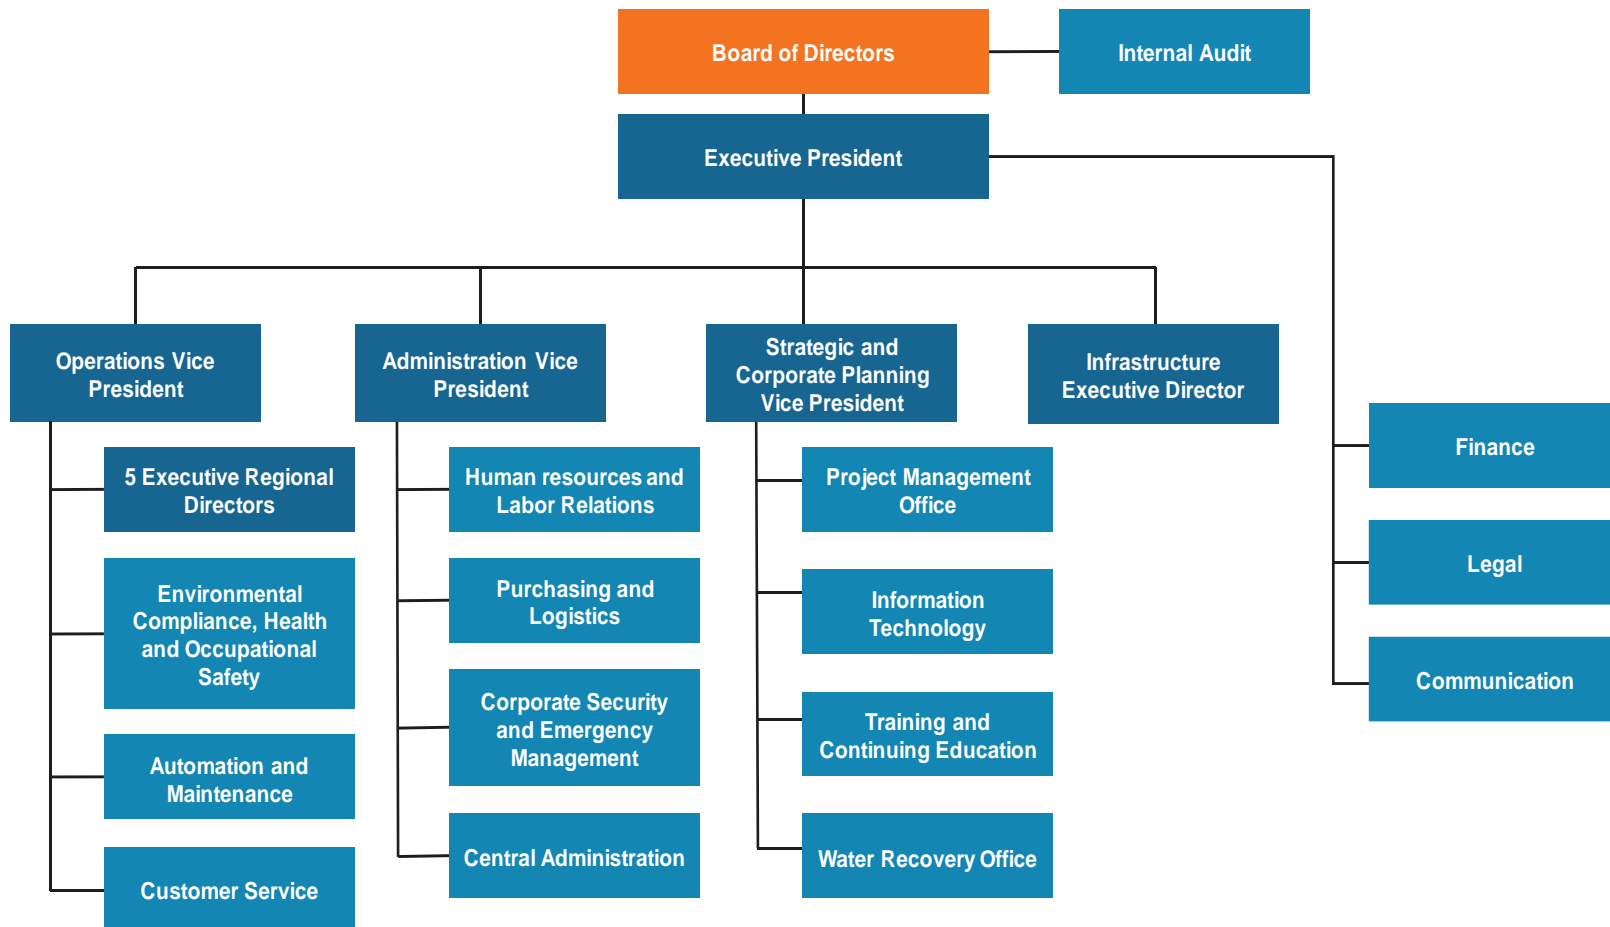 Board of Directors
Internal Audit
Executive President
Operations Vice
President
Administration Vice
President
Strategic and
Corporate Planning
Vice President
Infrastructure
Executive Director
5 Executive Regional
Directors
Environmental
Compliance, Health
and Occupational
Safety
Automation and
Maintenance
Customer Service
Human resources and
Labor Relations
Purchasing and
Logistics
Corporate Security
and Emergency
Management
Central Administration
Project Management
Office
Information
Technology
Training and
Continuing Education
Water Recovery Office
Finance
Legal
Communication